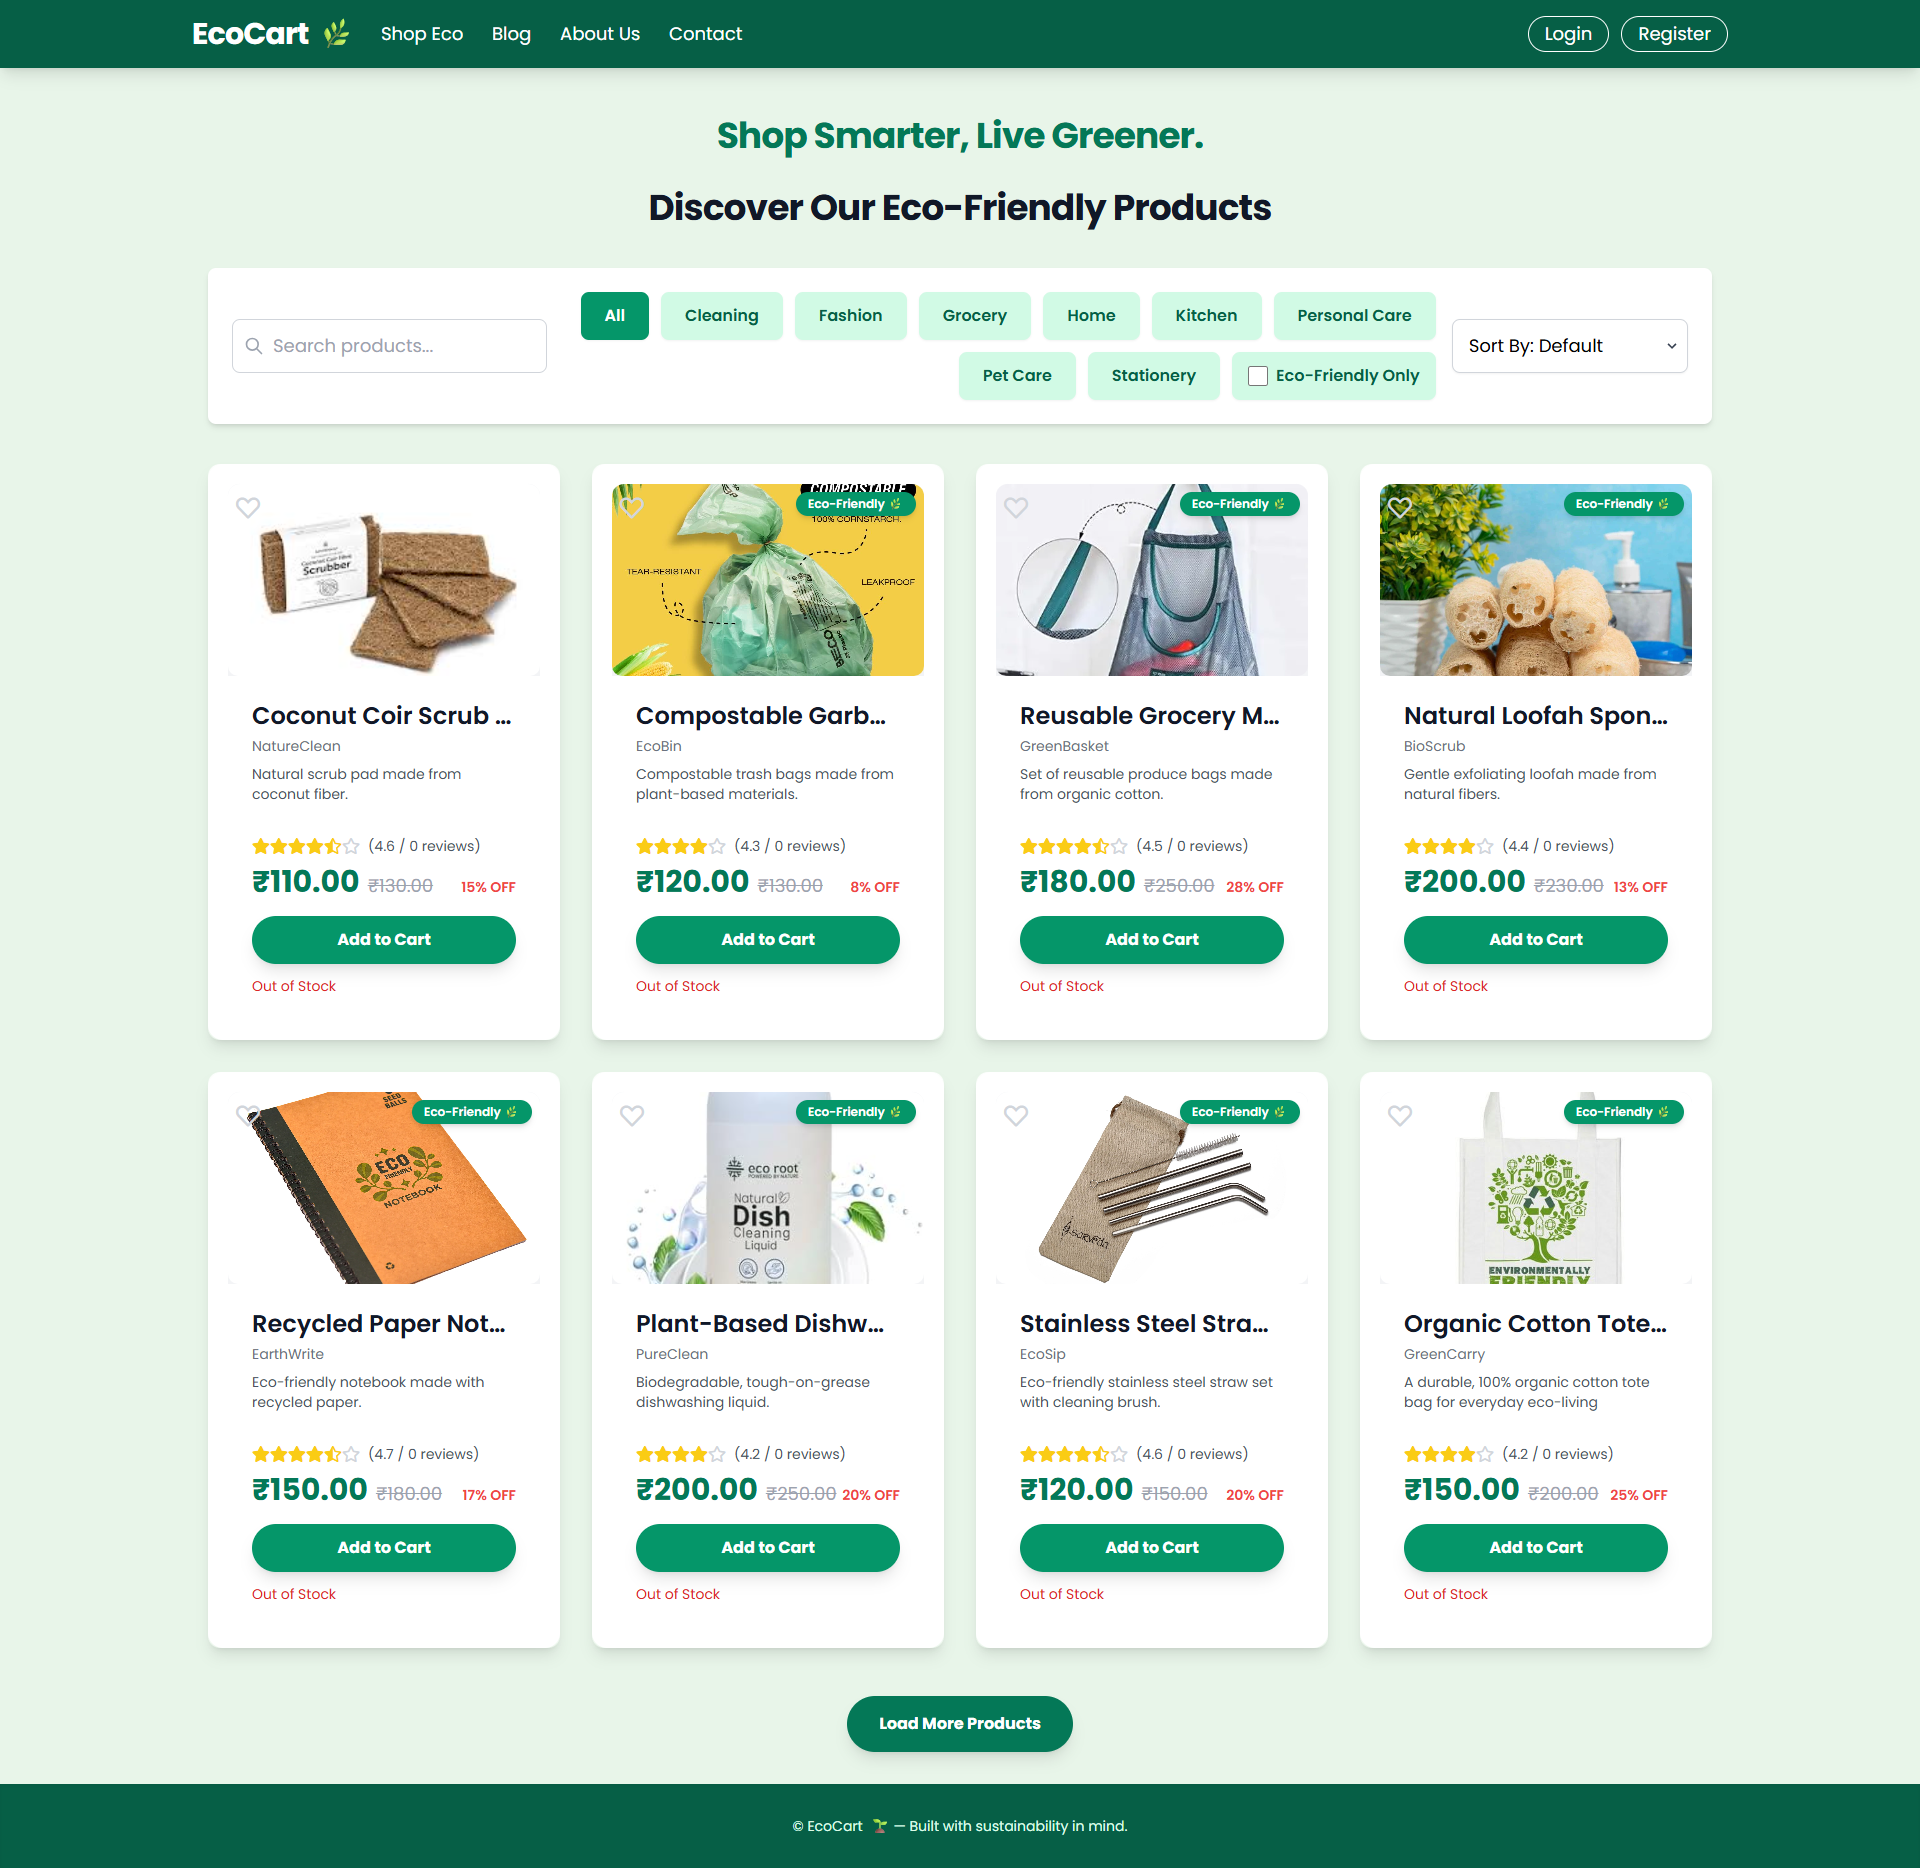 EcoCart
Shop Eco
Blog
About Us
Contact
Login
Register
Shop Smarter, Live Greener.
Discover Our Eco-Friendly Products
Search products...
All
Cleaning
Fashion
Grocery
Home
Kitchen
Personal Care
Pet Care
Stationery
Eco-Friendly Only
Sort By: Default
Coconut Coir Fibre
Scrubber
Coconut Coir Scrub ...
NatureClean
Natural scrub pad made from
coconut fiber.
(4.6 / 0 reviews)
₹110.00 ₹130.00 15% OFF
Add to Cart
Out of Stock
COMPOSTABLE
Eco-Friendly
100% CORNSTARCH.
TEAR-RESISTANT
LEAKPROOF
BEECO
Compostable Garb...
EcoBin
Compostable trash bags made from
plant-based materials.
(4.3 / 0 reviews)
₹120.00 ₹130.00 8% OFF
Add to Cart
Out of Stock
Eco-Friendly
Reusable Grocery M...
GreenBasket
Set of reusable produce bags made
from organic cotton.
(4.5 / 0 reviews)
₹180.00 ₹250.00 28% OFF
Add to Cart
Out of Stock
Eco-Friendly
Natural Loofah Spon...
BioScrub
Gentle exfoliating loofah made from
natural fibers.
(4.4 / 0 reviews)
₹200.00 ₹230.00 13% OFF
Add to Cart
Out of Stock
Eco-Friendly
SEED
BALLS
ECO
FRIENDLY
NOTEBOOK
Recycled Paper Not...
EarthWrite
Eco-friendly notebook made with
recycled paper.
(4.7 / 0 reviews)
₹150.00 ₹180.00 17% OFF
Add to Cart
Out of Stock
Eco-Friendly
eco root
POWERED BY NATURE
Natural
Dish
Cleaning
Liquid
Plant-Based Dishw...
PureClean
Biodegradable, tough-on-grease
dishwashing liquid.
(4.2 / 0 reviews)
₹200.00 ₹250.00 20% OFF
Add to Cart
Out of Stock
Eco-Friendly
Stainless Steel Stra...
EcoSip
Eco-friendly stainless steel straw set
with cleaning brush.
(4.6 / 0 reviews)
₹120.00 ₹150.00 20% OFF
Add to Cart
Out of Stock
Eco-Friendly
ENVIRONMENTALLY
FRIENDLY
Organic Cotton Tote...
GreenCarry
A durable, 100% organic cotton tote
bag for everyday eco-living
(4.2 / 0 reviews)
₹150.00 ₹200.00 25% OFF
Add to Cart
Out of Stock
Load More Products
© EcoCart — Built with sustainability in mind.